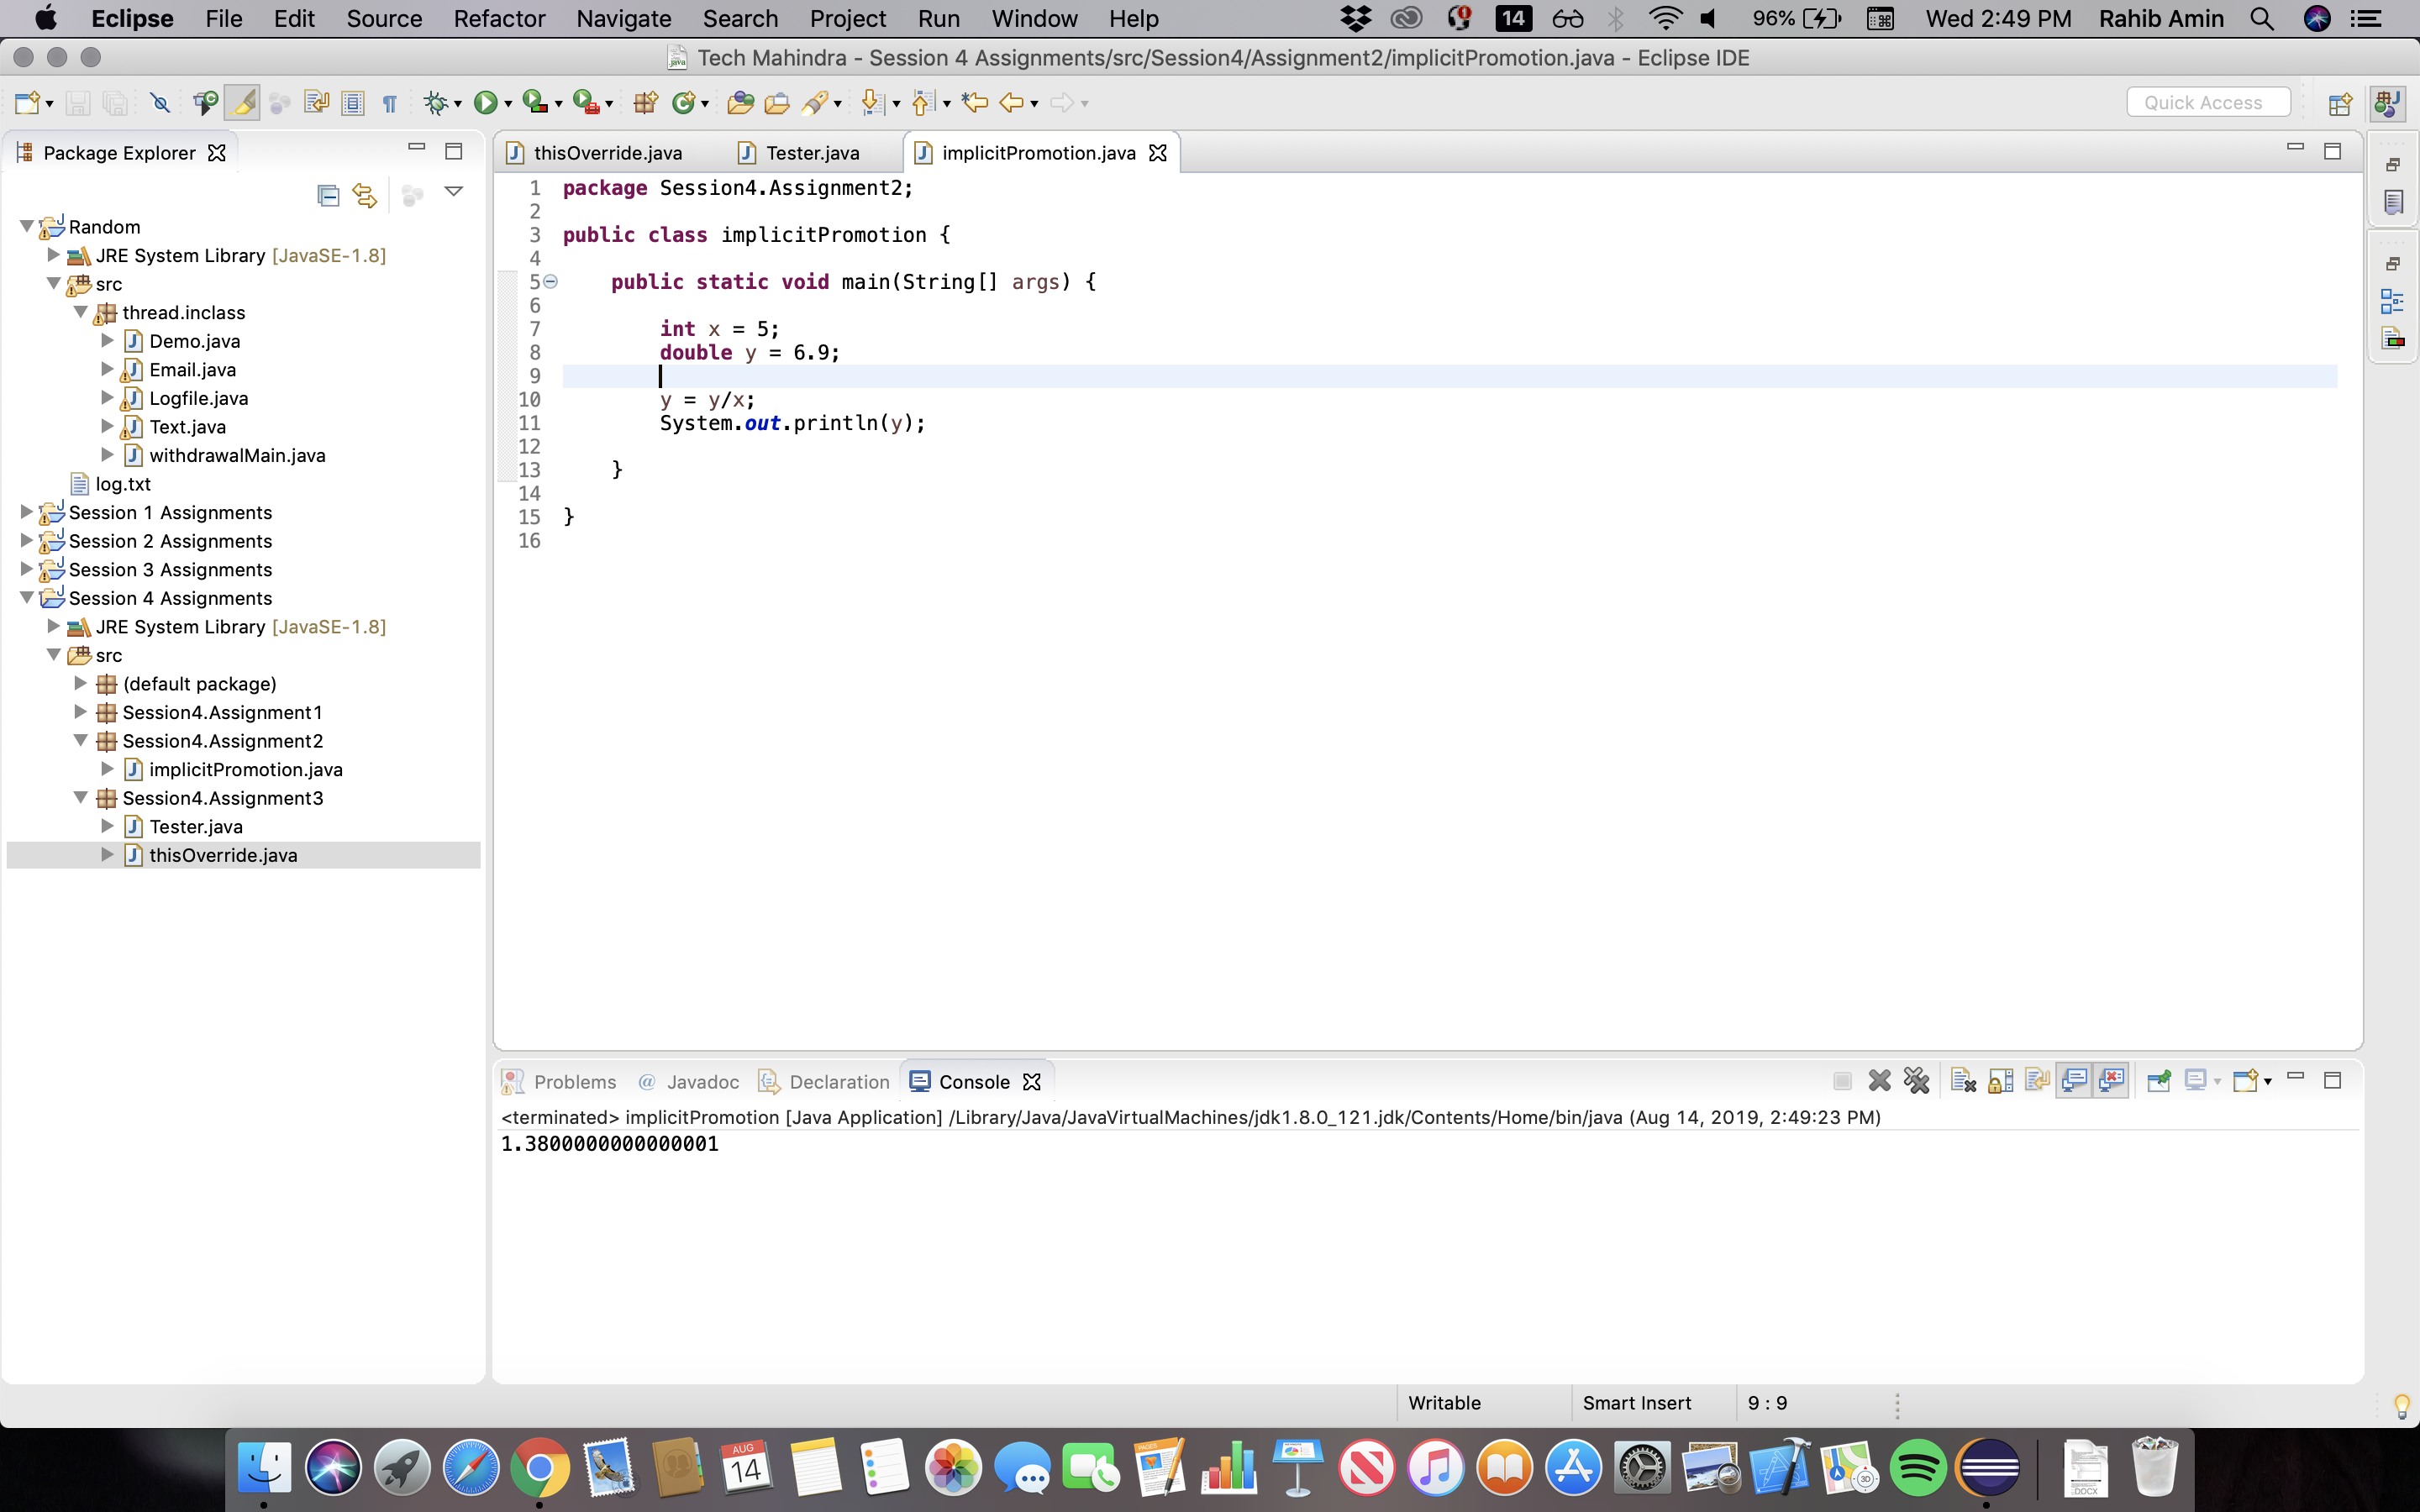 Eclipse File Edit Source Refactor Navigate Search Project Run Window Help 14 96% Wed 2:49 PM Rahib Amin
Tech Mahindra - Session 4 Assignments/src/Session4/Assignment2/implicitPromotion.java - Eclipse IDE
Quick Access
Package Explorer
Random
JRE System Library [JavaSE-1.8]
src
thread.inclass
Demo.java
Email.java
Logfile.java
Text.java
withdrawalMain.java
log.txt
Session 1 Assignments
Session 2 Assignments
Session 3 Assignments
Session 4 Assignments
JRE System Library [JavaSE-1.8]
src
(default package)
Session4.Assignment1
Session4.Assignment2
implicitPromotion.java
Session4.Assignment3
Tester.java
thisOverride.java
thisOverride.java Tester.java implicitPromotion.java
1 package Session4.Assignment2;
2
3 public class implicitPromotion {
4
5 public static void main(String[] args) {
6
7 int x = 5;
8 double y = 6.9;
9
10 y = y/x;
11 System.out.println(y);
12
13 }
14
15 }
16
Problems @ Javadoc Declaration Console
<terminated> implicitPromotion [Java Application] /Library/Java/JavaVirtualMachines/jdk1.8.0_121.jdk/Contents/Home/bin/java (Aug 14, 2019, 2:49:23 PM)
1.3800000000000001
Writable Smart Insert 9 : 9
AUG
14
PAGES
3D
DOCX